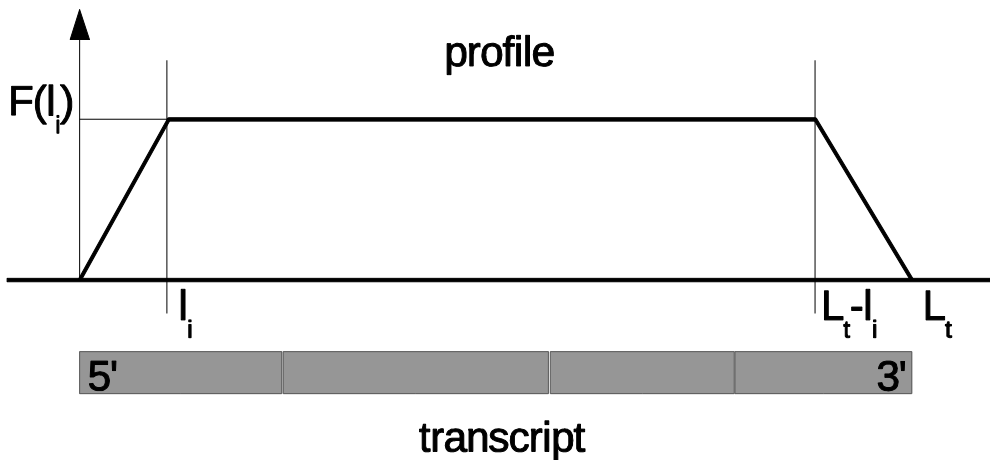 profile
F(li)
li
Lt-li
Lt
5'
3'
transcript